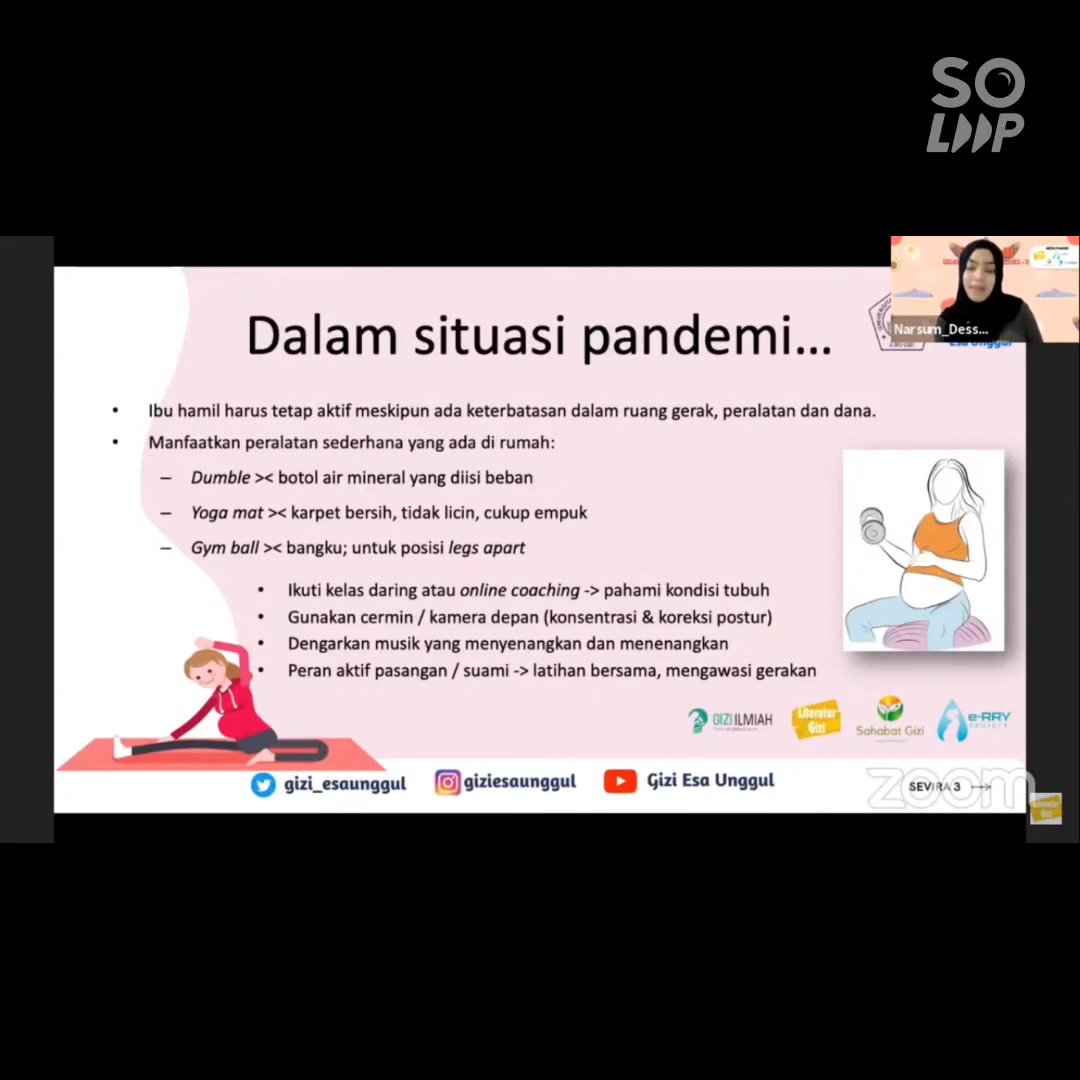 SO
LOOP
Narsum_Dess...
Esa Unggul
Dalam situasi pandemi...
• Ibu hamil harus tetap aktif meskipun ada keterbatasan dalam ruang gerak, peralatan dan dana.
• Manfaatkan peralatan sederhana yang ada di rumah:
– Dumble >< botol air mineral yang diisi beban
– Yoga mat >< karpet bersih, tidak licin, cukup empuk
– Gym ball >< bangku; untuk posisi legs apart
• Ikuti kelas daring atau online coaching -> pahami kondisi tubuh
• Gunakan cermin / kamera depan (konsentrasi & koreksi postur)
• Dengarkan musik yang menyenangkan dan menenangkan
• Peran aktif pasangan / suami -> latihan bersama, mengawasi gerakan
GIZI ILMIAH
Literatur
Gizi
Sahabat Gizi
e-RRY
PROJECT
gizi_esaunggul
giziesaunggul
Gizi Esa Unggul
zoom
SEVIRA 3
Literatur
Gizi